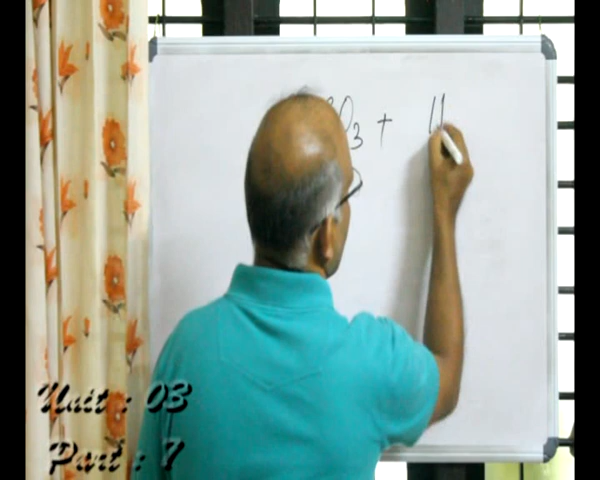 O₃ +
Unit : 03
Part : 7